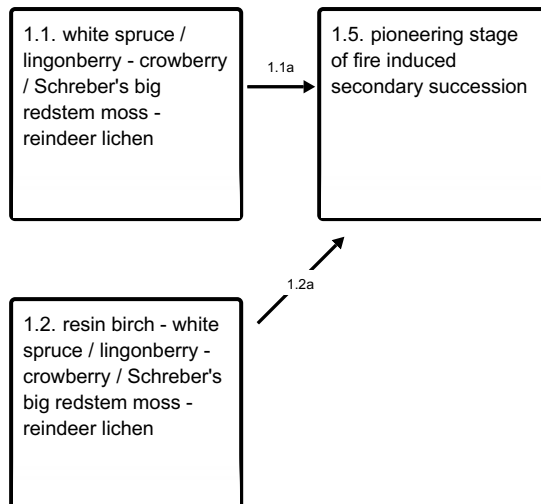 1.1. white spruce /
lingonberry - crowberry
/ Schreber's big
redstem moss -
reindeer lichen
1.1a
1.5. pioneering stage
of fire induced
secondary succession
1.2a
1.2. resin birch - white
spruce / lingonberry -
crowberry / Schreber's
big redstem moss -
reindeer lichen